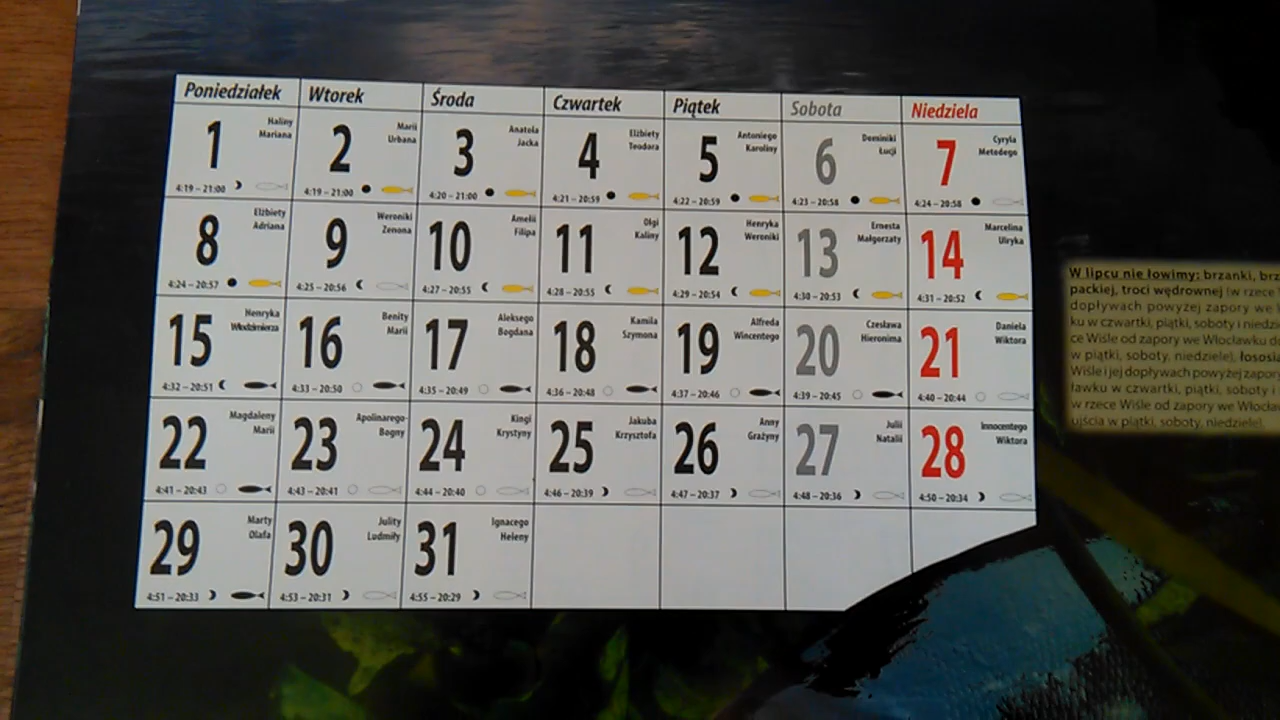 Poniedziałek Wtorek Środa Czwartek Piątek Sobota Niedziela
1 Haliny
Mariana
4:19 – 21:00
2 Marii
Urbana
4:19 – 21:00
3 Anatola
Jacka
4:20 – 21:00
4 Elżbiety
Teodora
4:21 – 20:59
5 Antoniego
Karoliny
4:22 – 20:59
6 Dominiki
Łucji
4:23 – 20:58
7 Cyryla
Metodego
4:24 – 20:58
8 Elżbiety
Adriana
4:24 – 20:57
9 Weroniki
Zenona
4:25 – 20:56
10 Amelii
Filipa
4:27 – 20:55
11 Olgi
Kaliny
4:28 – 20:55
12 Henryka
Weroniki
4:29 – 20:54
13 Ernesta
Małgorzaty
4:30 – 20:53
14 Marcelina
Ulryka
4:31 – 20:52
15 Henryka
Włodzimierza
4:32 – 20:51
16 Benity
Marii
4:33 – 20:50
17 Aleksego
Bogdana
4:35 – 20:49
18 Kamila
Szymona
4:36 – 20:48
19 Alfreda
Wincentego
4:37 – 20:46
20 Czesława
Hieronima
4:39 – 20:45
21 Daniela
Wiktora
4:40 – 20:44
22 Magdaleny
Marii
4:41 – 20:43
23 Apolinarego
Bogny
4:43 – 20:41
24 Kingi
Krystyny
4:44 – 20:40
25 Jakuba
Krzysztofa
4:46 – 20:39
26 Anny
Grażyny
4:47 – 20:37
27 Julii
Natalii
4:48 – 20:36
28 Innocentego
Wiktora
4:50 – 20:34
29 Marty
Olafa
4:51 – 20:33
30 Julity
Ludmiły
4:53 – 20:31
31 Ignacego
Heleny
4:55 – 20:29
W lipcu nie łowimy: brzanki, brz
packiej, troci wędrownej (w rzece
dopływach powyżej zapory we
ku w czwartki, piątki, soboty i niedzi
ce Wiśle od zapory we Włocławku do
w piątki, soboty, niedziele), łososia
Wiśle i jej dopływach powyżej zapory
ławku w czwartki, piątki, soboty i
w rzece Wiśle od zapory we Włocła
ujścia w piątki, soboty, niedziele).